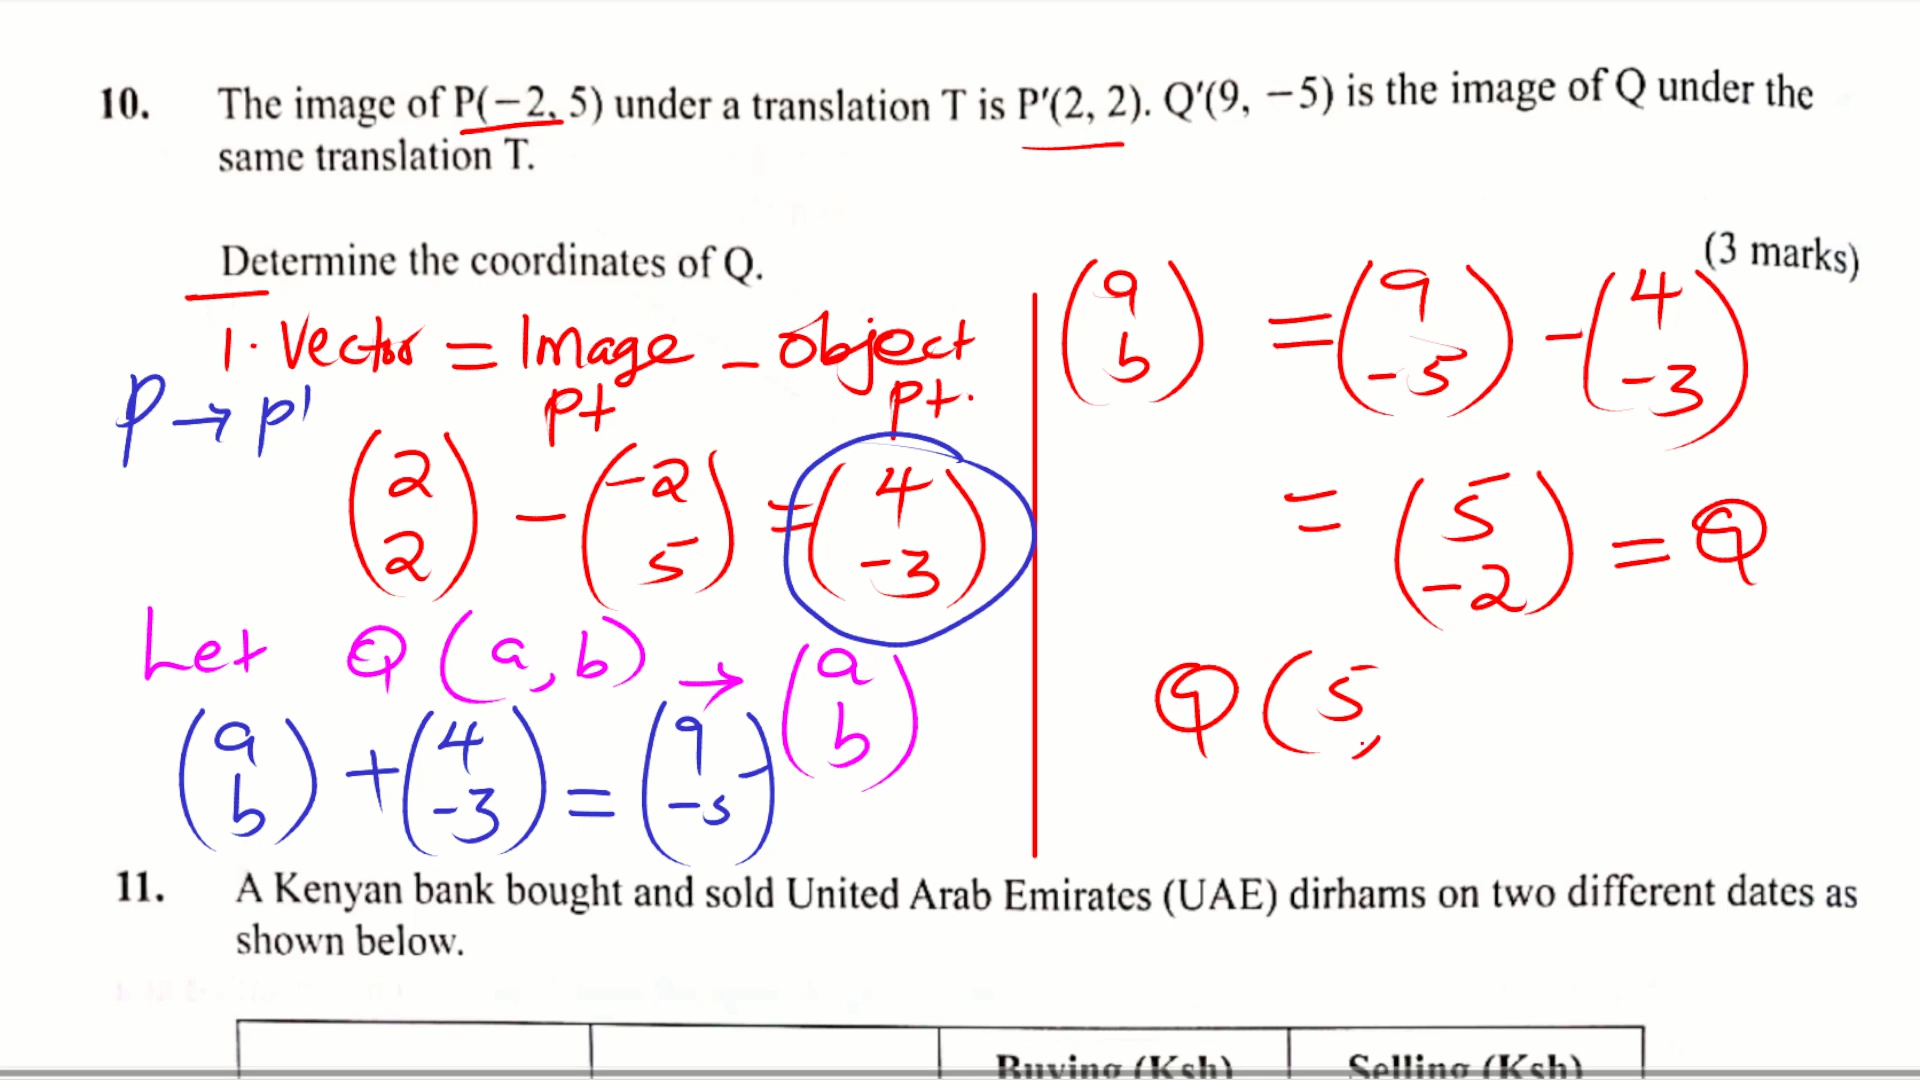 10. The image of P(−2, 5) under a translation T is P′(2, 2). Q′(9, −5) is the image of Q under the
same translation T.
Determine the coordinates of Q.
(3 marks)
T. Vector = Image pt − object pt.
P → P'
(2 2) − (−2 5) = (4 −3)
Let Q (a, b) → (a b)
(a b) + (4 −3) = (9 −5)
(a b) = (9 −5) − (4 −3)
= (5 −2) = Q
Q (5,
11. A Kenyan bank bought and sold United Arab Emirates (UAE) dirhams on two different dates as
shown below.
Buying (Ksh) Selling (Ksh)